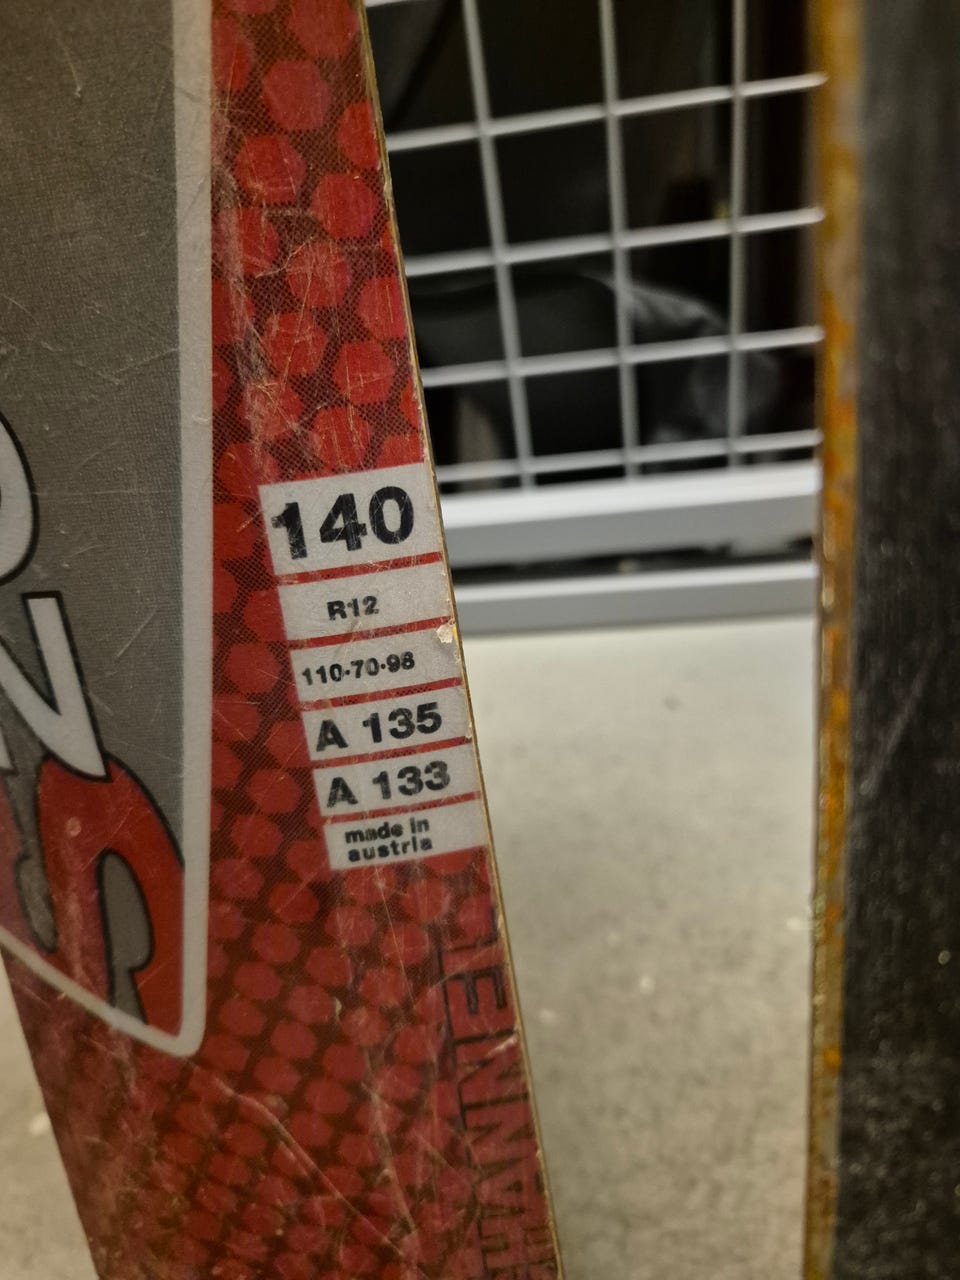 140
R12
110-70-98
A 135
A 133
made in
austria